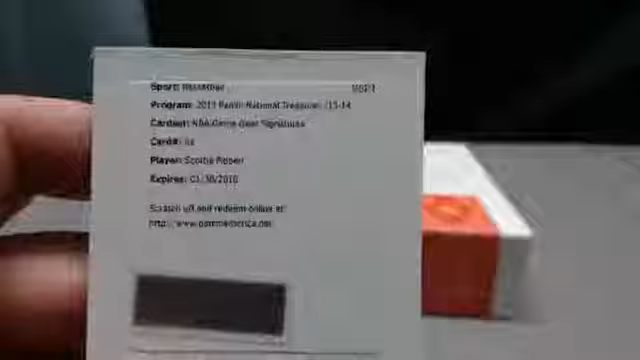 Sport: Basketball
Program: 2013 Panini National Treasures (13-14
Cardset: NBA Game Gear Signatures
Card#:
Player: Scottie Pippen
Expires: 01/30/2016
Scratch off and redeem online at
http://www.paniniamerica.net